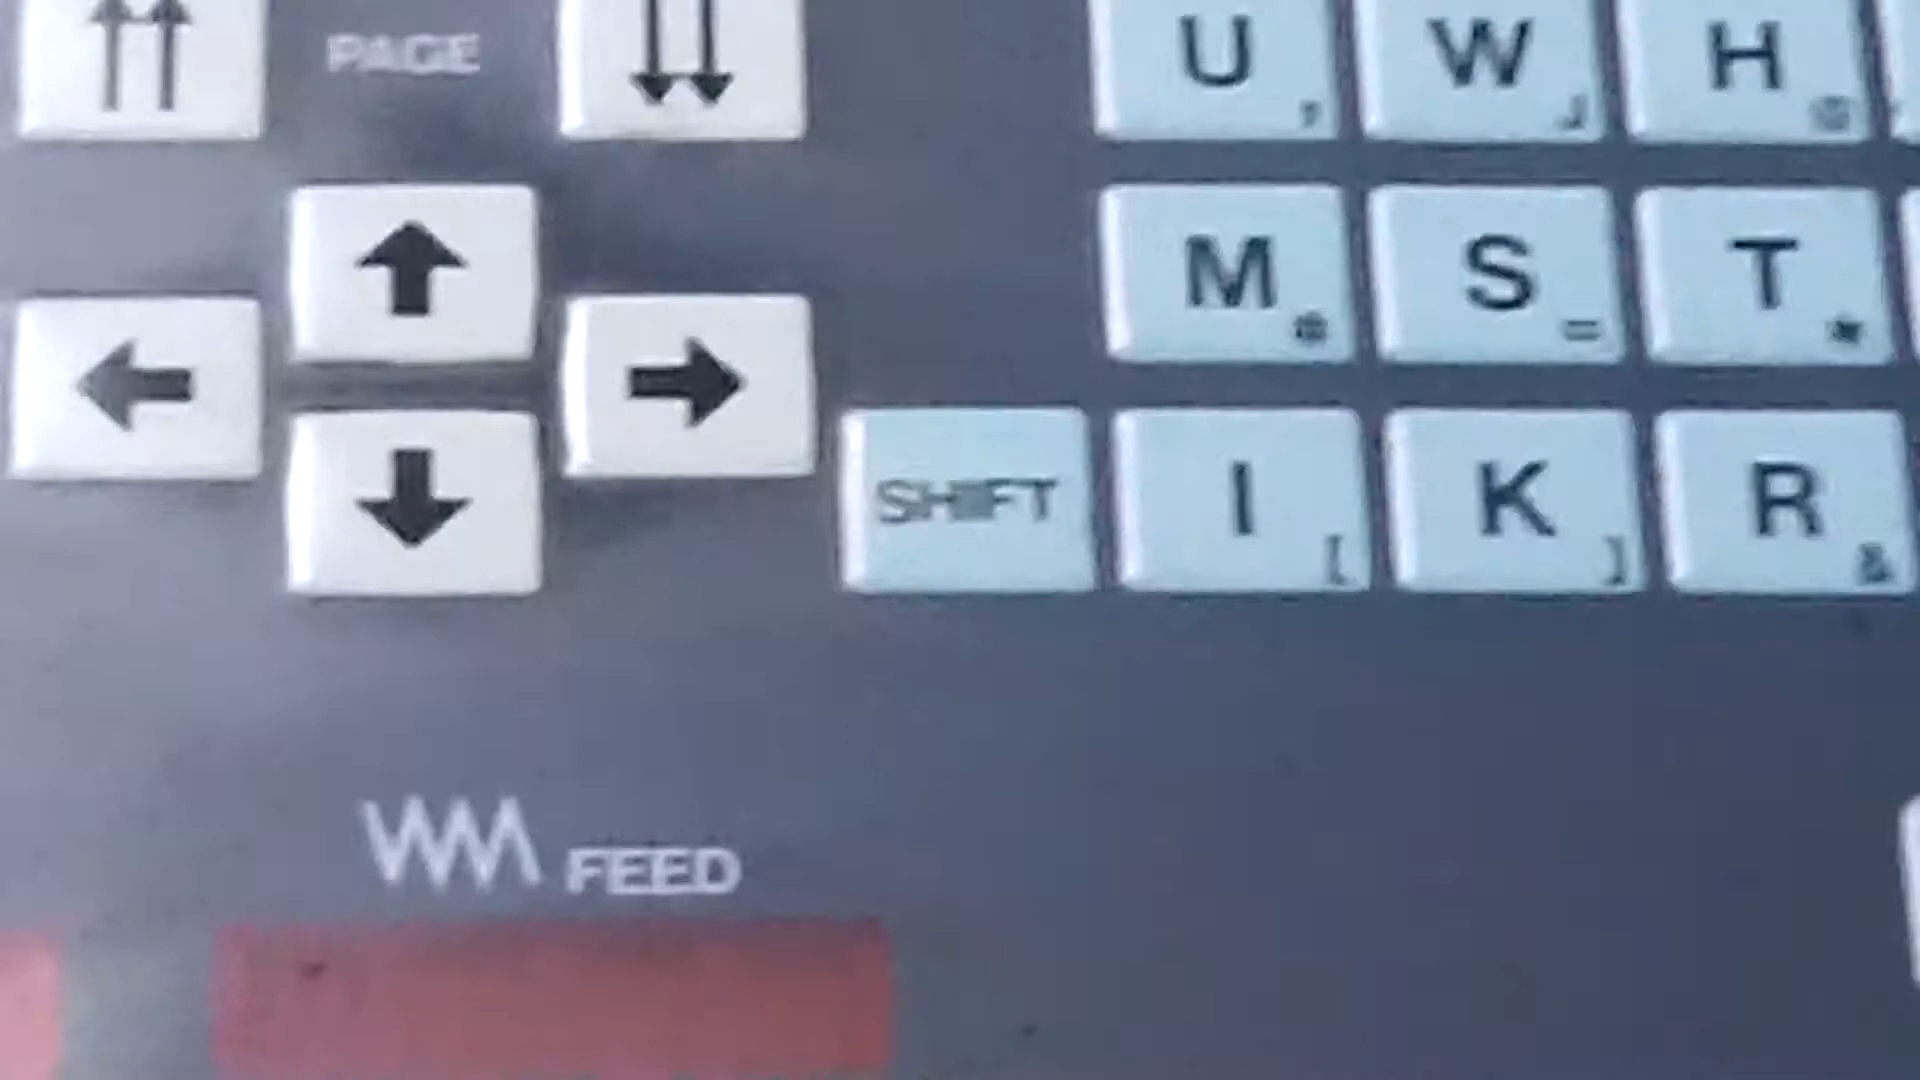 PAGE
U , W J H
M S = T *
SHIFT I [ K ] R &
FEED